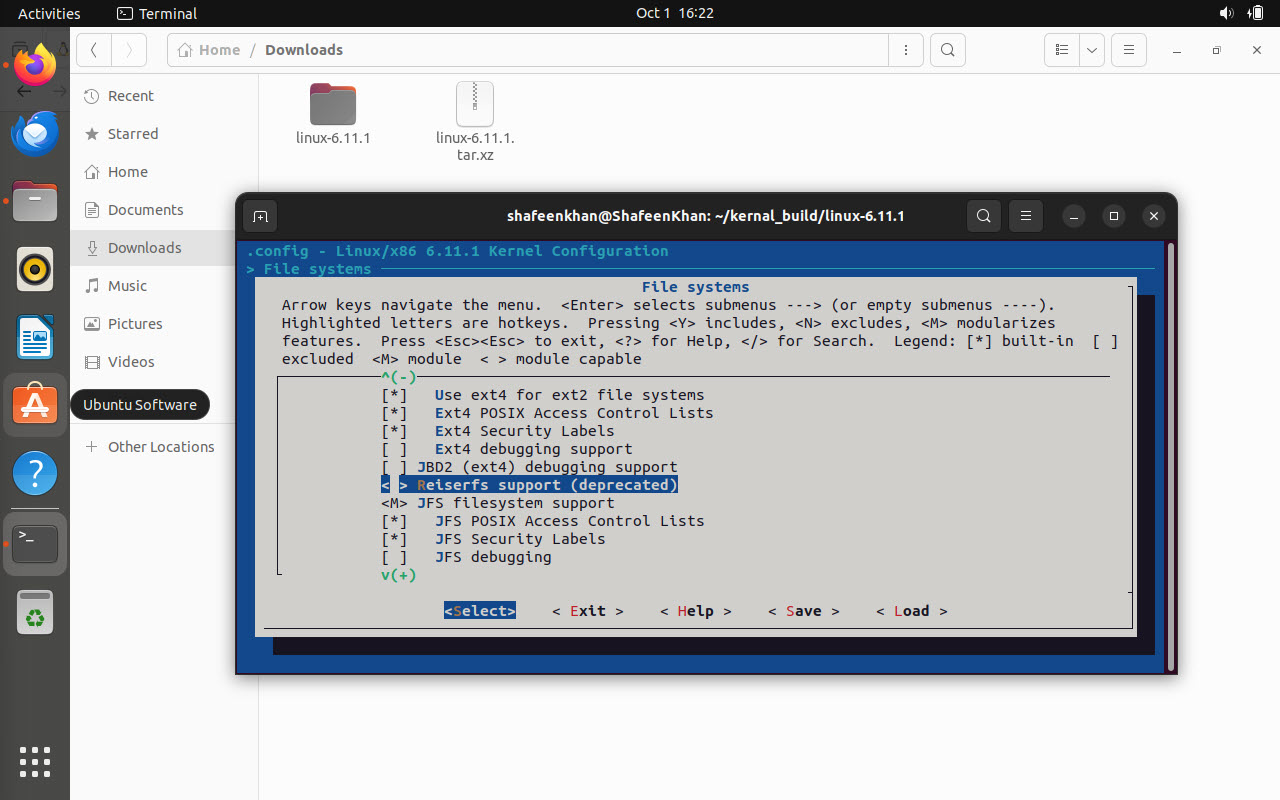 Activities
Terminal
Oct 1 16:22
Home / Downloads
Recent
Starred
Home
Documents
Downloads
Music
Pictures
Videos
Ubuntu Software
+ Other Locations
linux-6.11.1
linux-6.11.1.
tar.xz
shafeenkhan@ShafeenKhan: ~/kernal_build/linux-6.11.1
.config - Linux/x86 6.11.1 Kernel Configuration
> File systems
File systems
Arrow keys navigate the menu. <Enter> selects submenus ---> (or empty submenus ----).
Highlighted letters are hotkeys. Pressing <Y> includes, <N> excludes, <M> modularizes
features. Press <Esc><Esc> to exit, <?> for Help, </> for Search. Legend: [*] built-in [ ]
excluded <M> module < > module capable
^(-)
[*] Use ext4 for ext2 file systems
[*] Ext4 POSIX Access Control Lists
[*] Ext4 Security Labels
[ ] Ext4 debugging support
[ ] JBD2 (ext4) debugging support
< > Reiserfs support (deprecated)
<M> JFS filesystem support
[*] JFS POSIX Access Control Lists
[*] JFS Security Labels
[ ] JFS debugging
v(+)
<Select> < Exit > < Help > < Save > < Load >